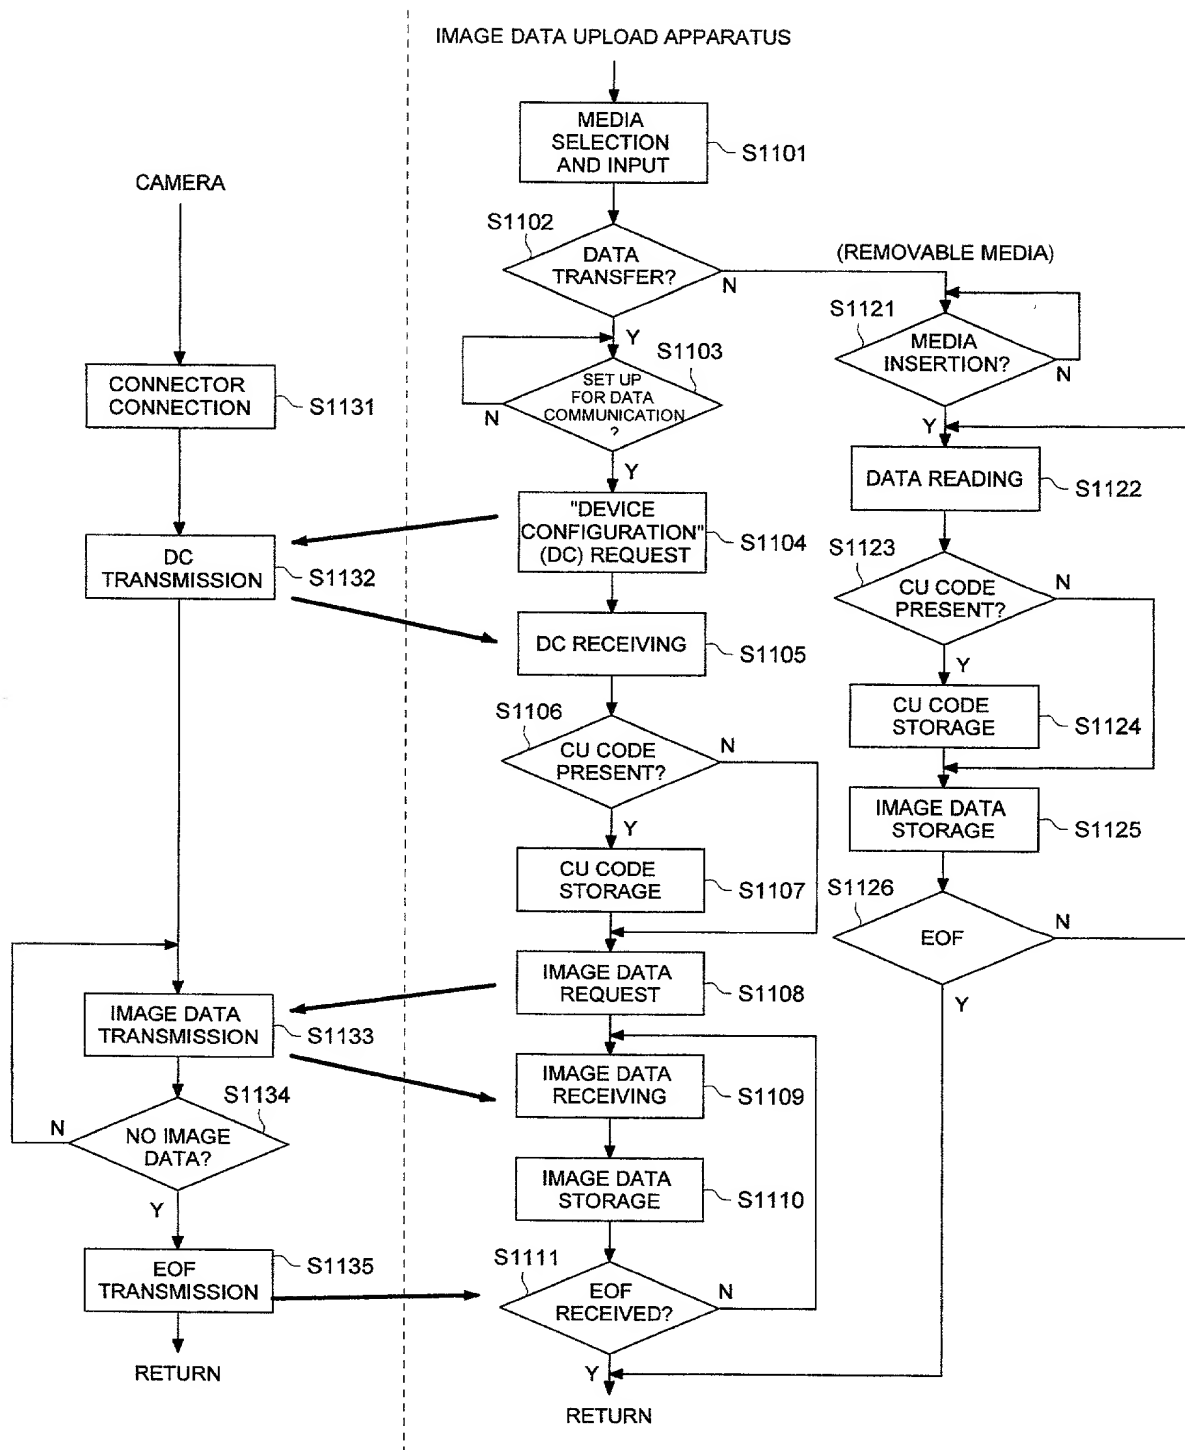 IMAGE DATA UPLOAD APPARATUS
MEDIA
SELECTION
AND INPUT
S1101
CAMERA
S1102
DATA
TRANSFER?
N
Y
(REMOVABLE MEDIA)
S1121
MEDIA
INSERTION?
N
Y
S1103
SET UP
FOR DATA
COMMUNICATION
?
N
Y
CONNECTOR
CONNECTION
S1131
DATA READING
S1122
"DEVICE
CONFIGURATION"
(DC) REQUEST
S1104
DC
TRANSMISSION
S1132
S1123
CU CODE
PRESENT?
N
Y
DC RECEIVING
S1105
CU CODE
STORAGE
S1124
S1106
CU CODE
PRESENT?
N
Y
IMAGE DATA
STORAGE
S1125
CU CODE
STORAGE
S1107
S1126
EOF
N
Y
IMAGE DATA
REQUEST
S1108
IMAGE DATA
TRANSMISSION
S1133
IMAGE DATA
RECEIVING
S1109
S1134
NO IMAGE
DATA?
N
Y
IMAGE DATA
STORAGE
S1110
EOF
TRANSMISSION
S1135
S1111
EOF
RECEIVED?
N
Y
RETURN
RETURN